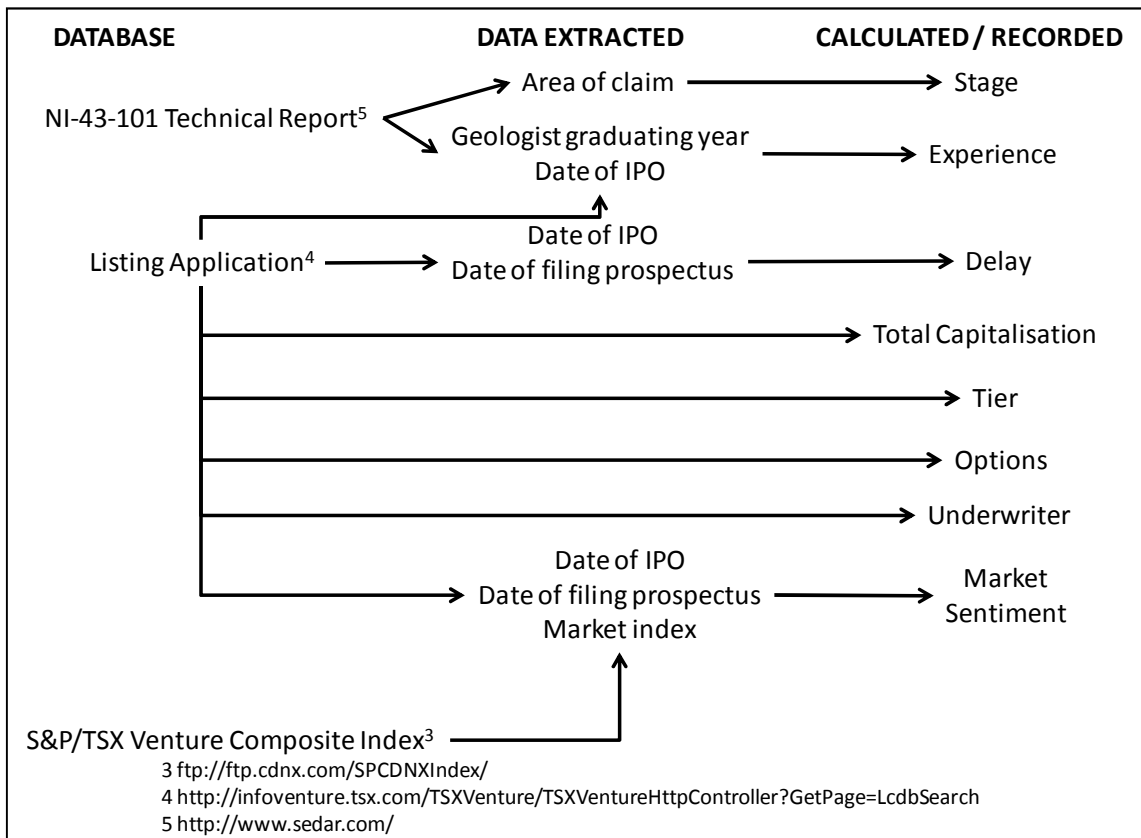 DATABASE DATA EXTRACTED CALCULATED / RECORDED
Area of claim Stage
NI-43-101 Technical Report⁵
Geologist graduating year
Date of IPO
Experience
Date of IPO
Listing Application⁴ Date of filing prospectus Delay
Total Capitalisation
Tier
Options
Underwriter
Date of IPO
Date of filing prospectus
Market index
Market
Sentiment
S&P/TSX Venture Composite Index³
3 ftp://ftp.cdnx.com/SPCDNXIndex/
4 http://infoventure.tsx.com/TSXVenture/TSXVentureHttpController?GetPage=LcdbSearch
5 http://www.sedar.com/